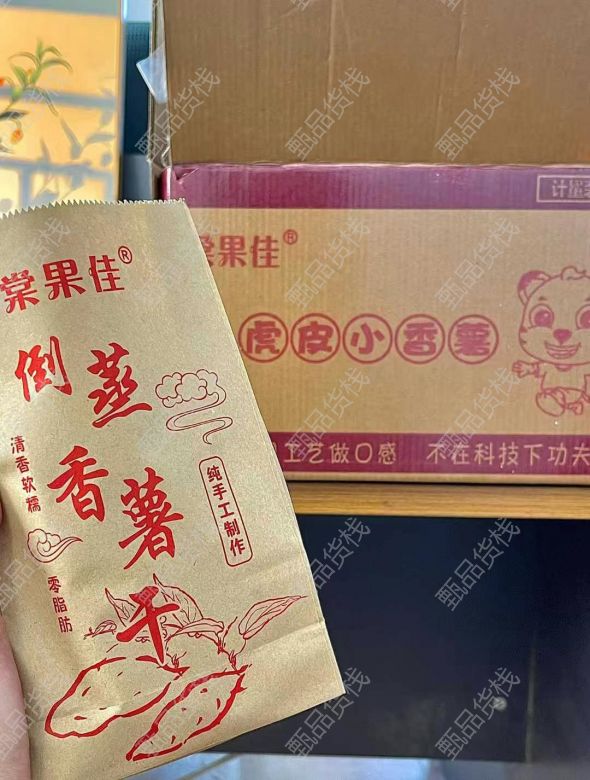 棠果佳®
倒蒸
香薯
干
清香软糯
零脂肪
纯手工制作
棠果佳®
虎皮小香薯
工艺做口感 不在科技下功夫
计量
甄品货栈